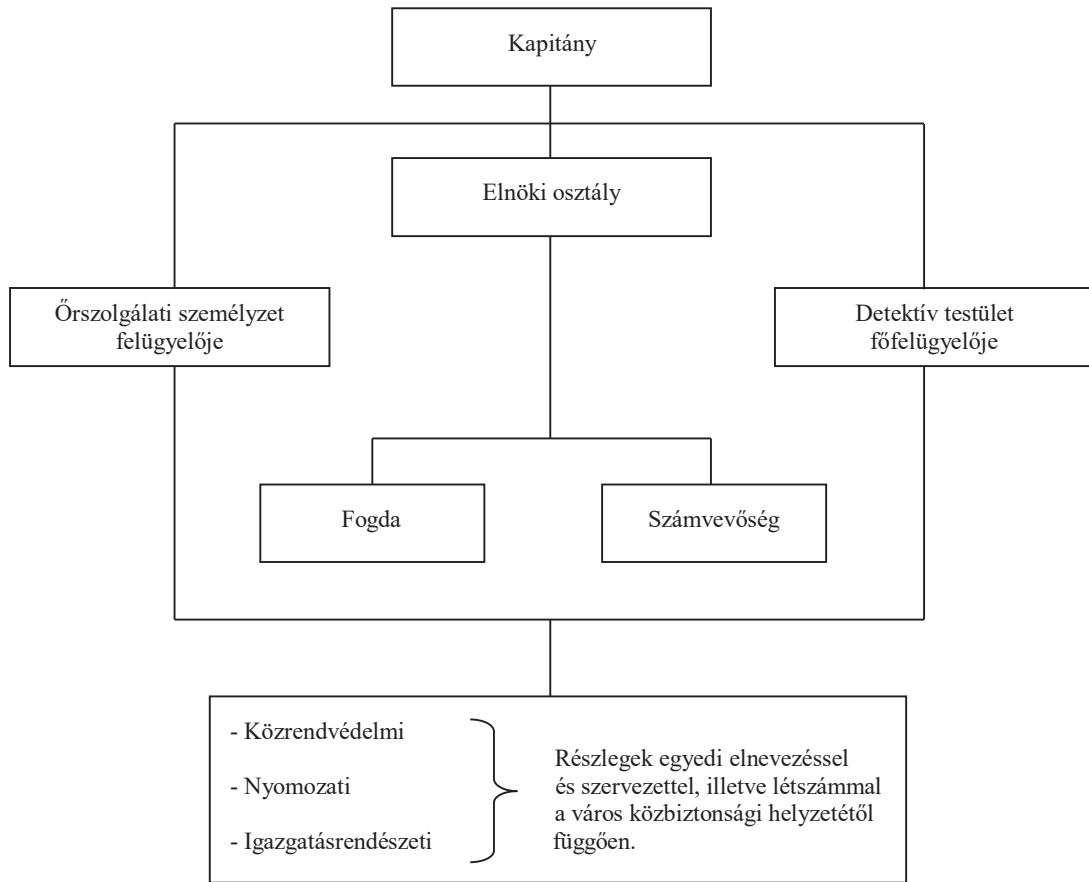 Kapitány
Elnöki osztály
Őrszolgálati személyzet
felügyelője
Detektív testület
főfelügyelője
Fogda
Számvevőség
- Közrendvédelmi
- Nyomozati
- Igazgatásrendészeti
Részlegek egyedi elnevezéssel
és szervezettel, illetve létszámmal
a város közbiztonsági helyzetétől
függően.